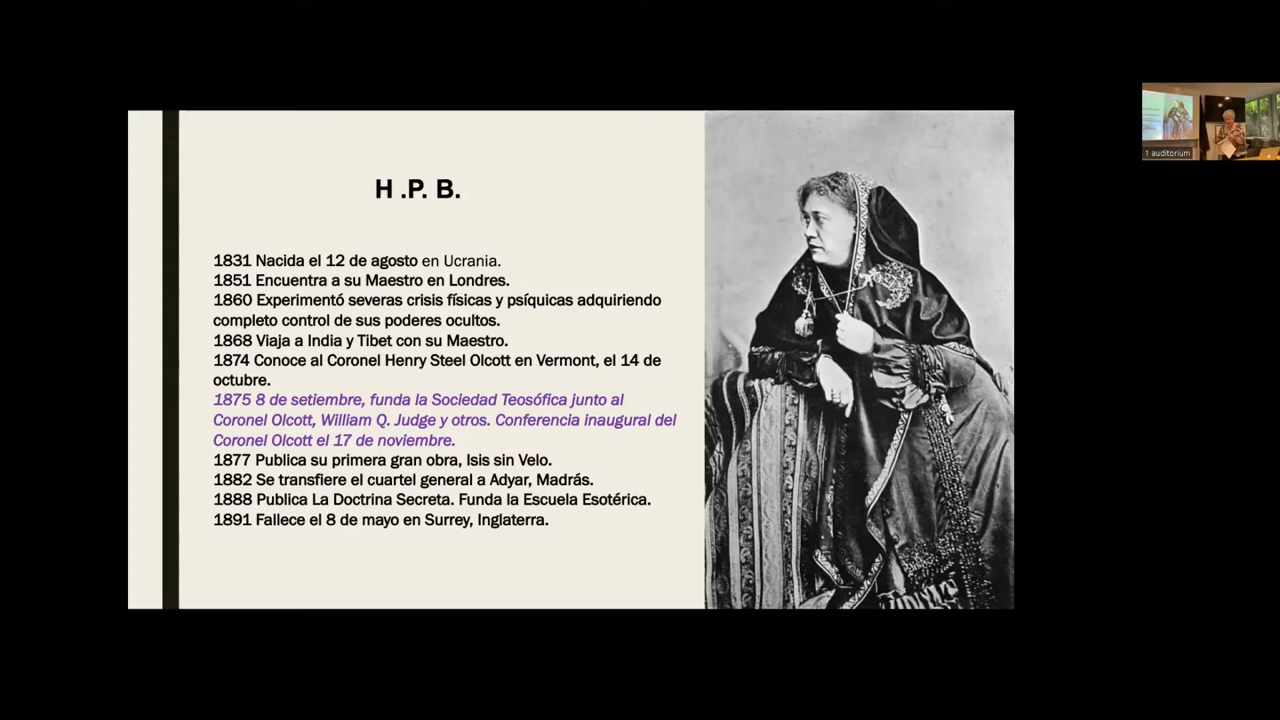 H .P. B.
1831 Nacida el 12 de agosto en Ucrania.
1851 Encuentra a su Maestro en Londres.
1860 Experimentó severas crisis físicas y psíquicas adquiriendo
completo control de sus poderes ocultos.
1868 Viaja a India y Tibet con su Maestro.
1874 Conoce al Coronel Henry Steel Olcott en Vermont, el 14 de
octubre.
1875 8 de setiembre, funda la Sociedad Teosófica junto al
Coronel Olcott, William Q. Judge y otros. Conferencia inaugural del
Coronel Olcott el 17 de noviembre.
1877 Publica su primera gran obra, Isis sin Velo.
1882 Se transfiere el cuartel general a Adyar, Madrás.
1888 Publica La Doctrina Secreta. Funda la Escuela Esotérica.
1891 Fallece el 8 de mayo en Surrey, Inglaterra.
1 auditorium